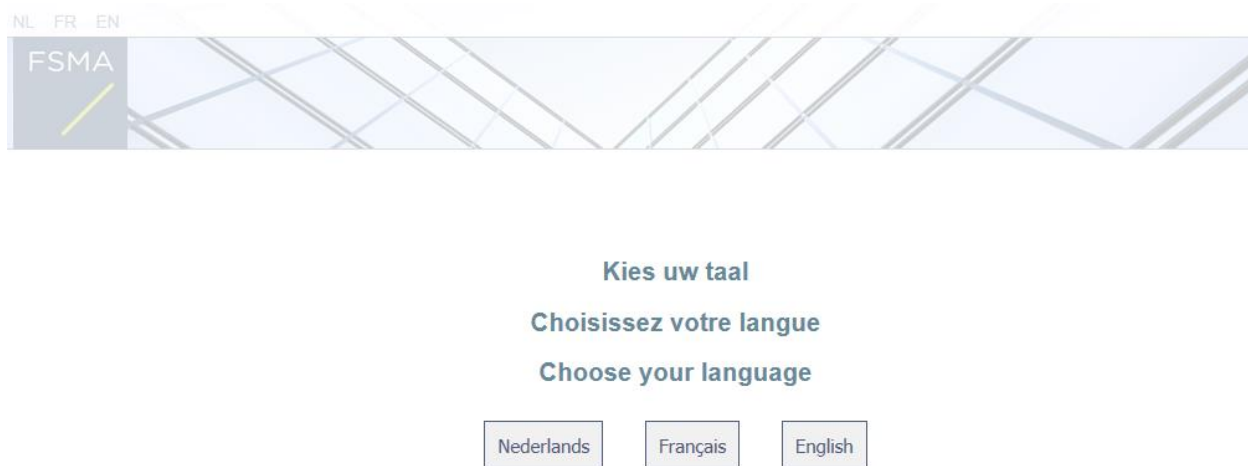 NL FR EN
FSMA
Kies uw taal
Choisissez votre langue
Choose your language
Nederlands Français English